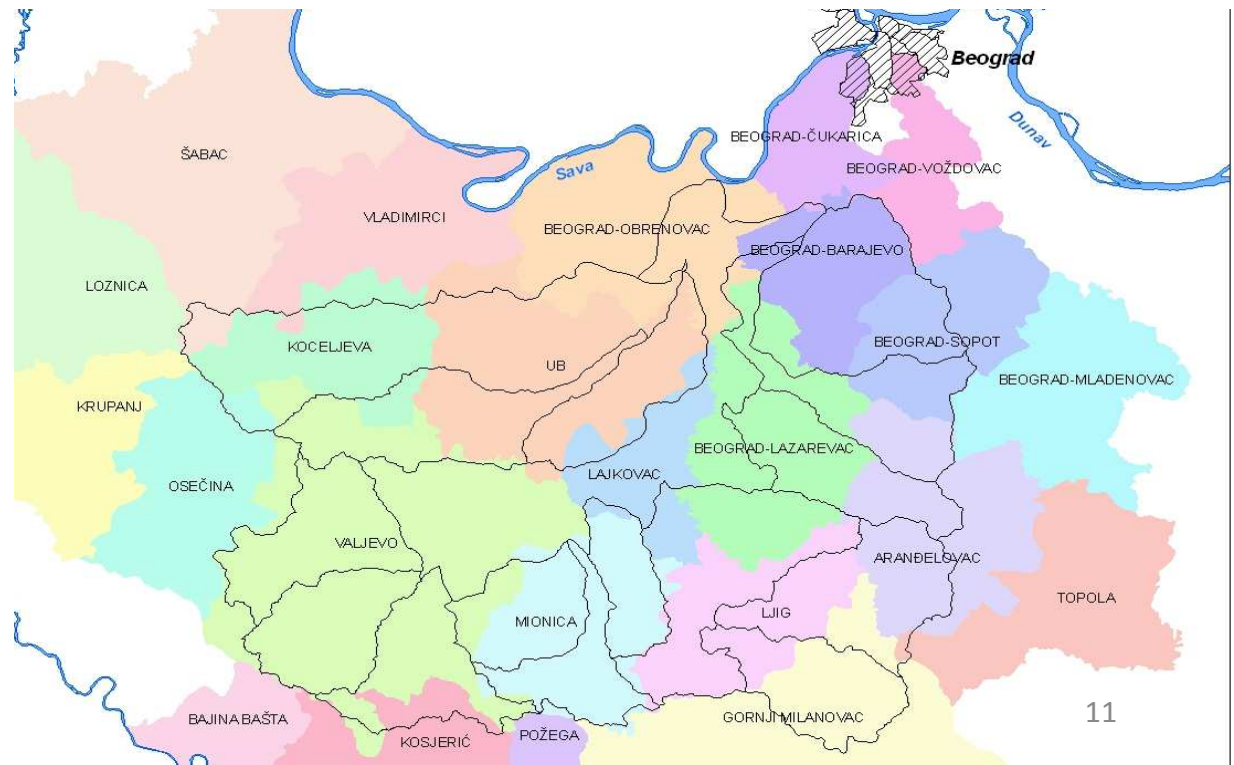 Beograd
Dunav
BEOGRAD-ČUKARICA
ŠABAC
Sava
BEOGRAD-VOŽDOVAC
VLADIMIRCI
BEOGRAD-OBRENOVAC
BEOGRAD-BARAJEVO
LOZNICA
KOCELJEVA
BEOGRAD-SOPOT
UB
BEOGRAD-MLADENOVAC
KRUPANJ
BEOGRAD-LAZAREVAC
LAJKOVAC
OSEČINA
VALJEVO
ARANĐELOVAC
TOPOLA
LJIG
MIONICA
11
BAJINA BAŠTA
GORNJI MILANOVAC
POŽEGA
KOSJERIĆ